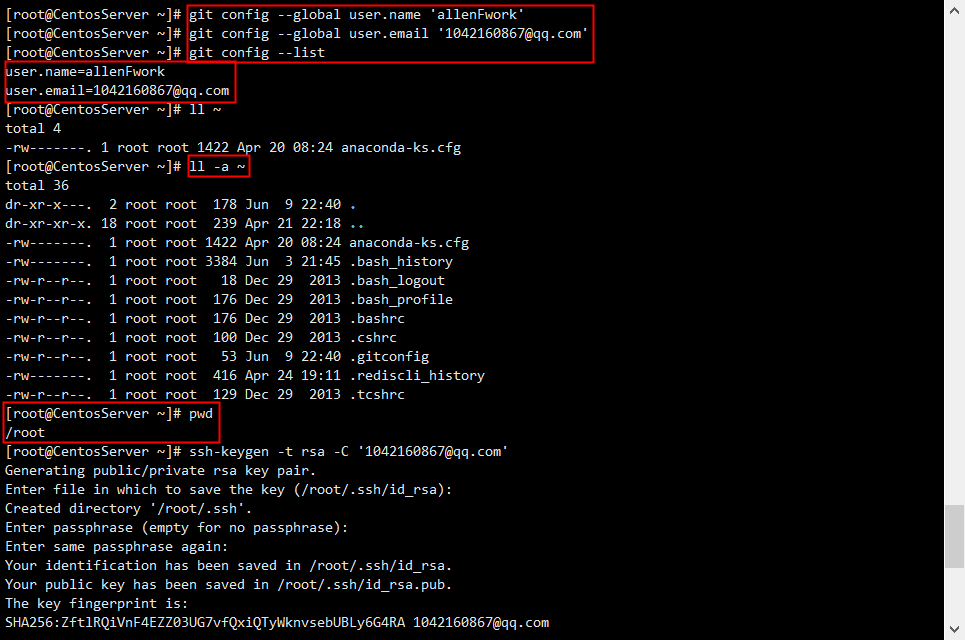 [root@CentosServer ~]# git config --global user.name 'allenFwork'
[root@CentosServer ~]# git config --global user.email '1042160867@qq.com'
[root@CentosServer ~]# git config --list
user.name=allenFwork
user.email=1042160867@qq.com
[root@CentosServer ~]# ll ~
total 4
-rw-------. 1 root root 1422 Apr 20 08:24 anaconda-ks.cfg
[root@CentosServer ~]# ll -a ~
total 36
dr-xr-x---.  2 root root  178 Jun  9 22:40 .
dr-xr-xr-x. 18 root root  239 Apr 21 22:18 ..
-rw-------.  1 root root 1422 Apr 20 08:24 anaconda-ks.cfg
-rw-------.  1 root root 3384 Jun  3 21:45 .bash_history
-rw-r--r--.  1 root root   18 Dec 29  2013 .bash_logout
-rw-r--r--.  1 root root  176 Dec 29  2013 .bash_profile
-rw-r--r--.  1 root root  176 Dec 29  2013 .bashrc
-rw-r--r--.  1 root root  100 Dec 29  2013 .cshrc
-rw-r--r--.  1 root root   53 Jun  9 22:40 .gitconfig
-rw-------.  1 root root  416 Apr 24 19:11 .rediscli_history
-rw-r--r--.  1 root root  129 Dec 29  2013 .tcshrc
[root@CentosServer ~]# pwd
/root
[root@CentosServer ~]# ssh-keygen -t rsa -C '1042160867@qq.com'
Generating public/private rsa key pair.
Enter file in which to save the key (/root/.ssh/id_rsa):
Created directory '/root/.ssh'.
Enter passphrase (empty for no passphrase):
Enter same passphrase again:
Your identification has been saved in /root/.ssh/id_rsa.
Your public key has been saved in /root/.ssh/id_rsa.pub.
The key fingerprint is:
SHA256:ZftlRQiVnF4EZZ03UG7vfQxiQTyWknvsebUBLy6G4RA 1042160867@qq.com